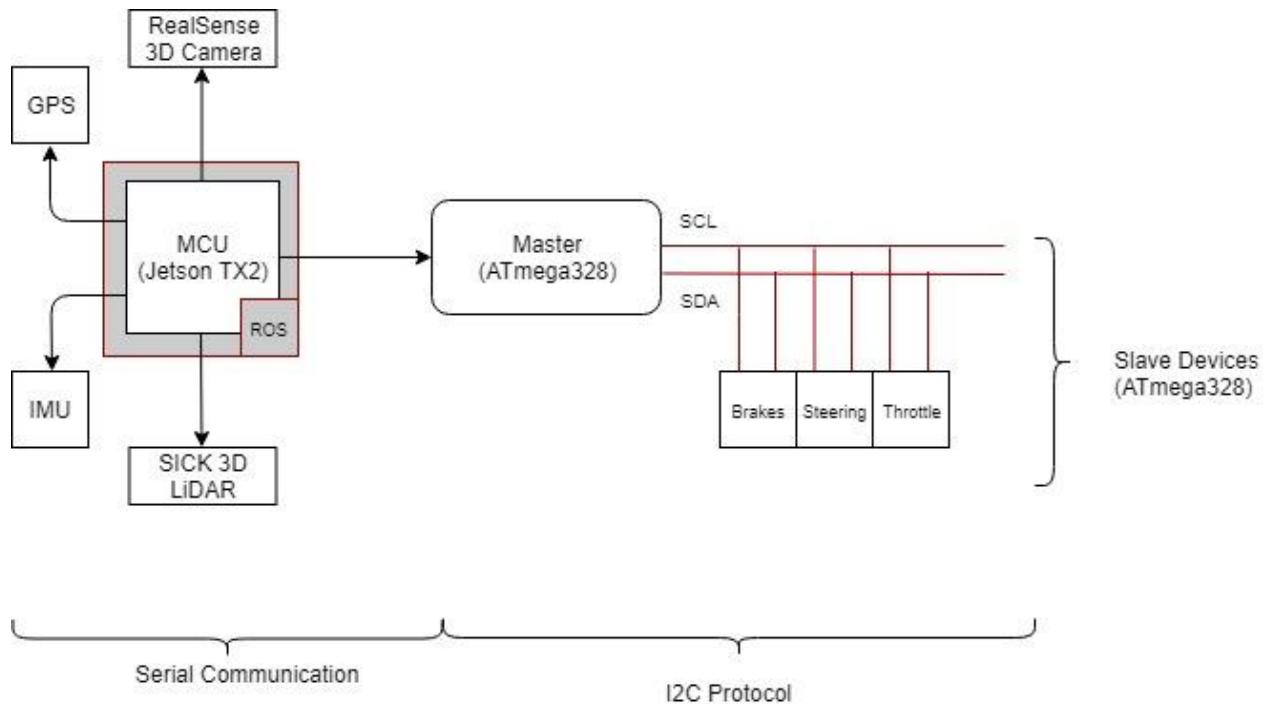 RealSense
3D Camera
GPS
MCU
(Jetson TX2)
ROS
IMU
SICK 3D
LiDAR
Master
(ATmega328)
SCL
SDA
Brakes
Steering
Throttle
Slave Devices
(ATmega328)
Serial Communication
I2C Protocol